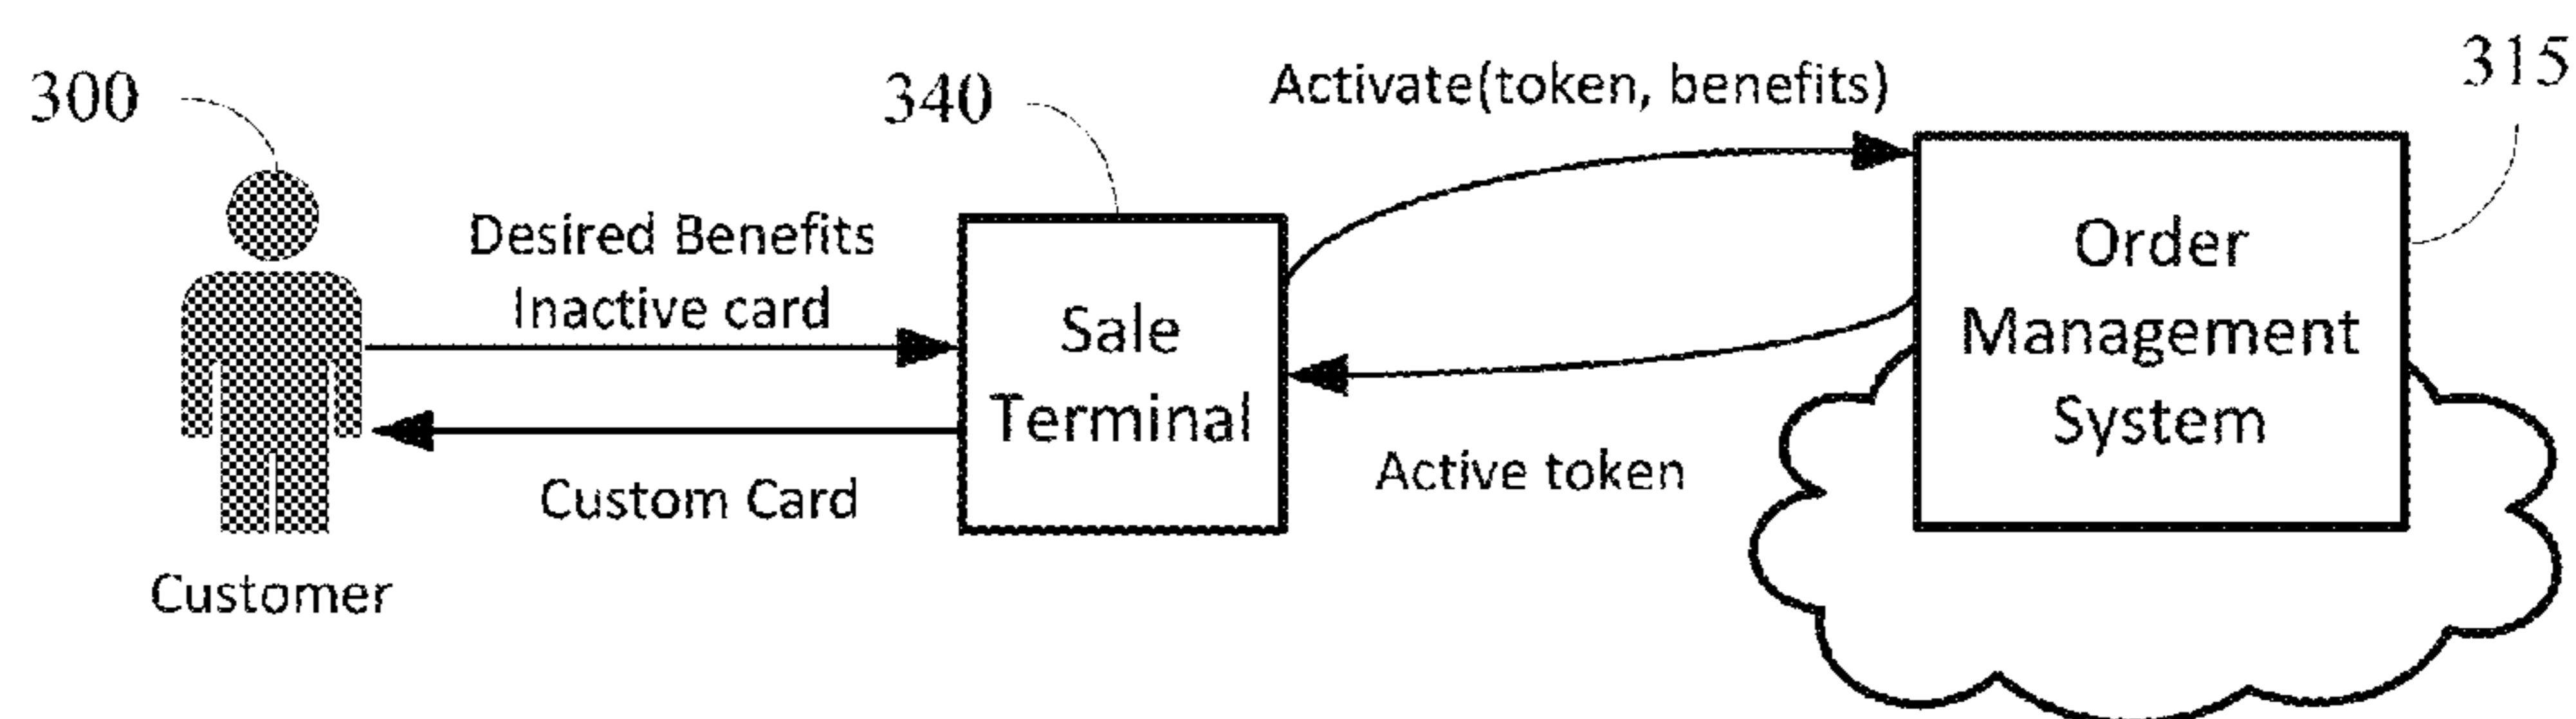 300
340
Activate(token, benefits)
315
Desired Benefits
Inactive card
Sale
Terminal
Order
Management
System
Custom Card
Active token
Customer